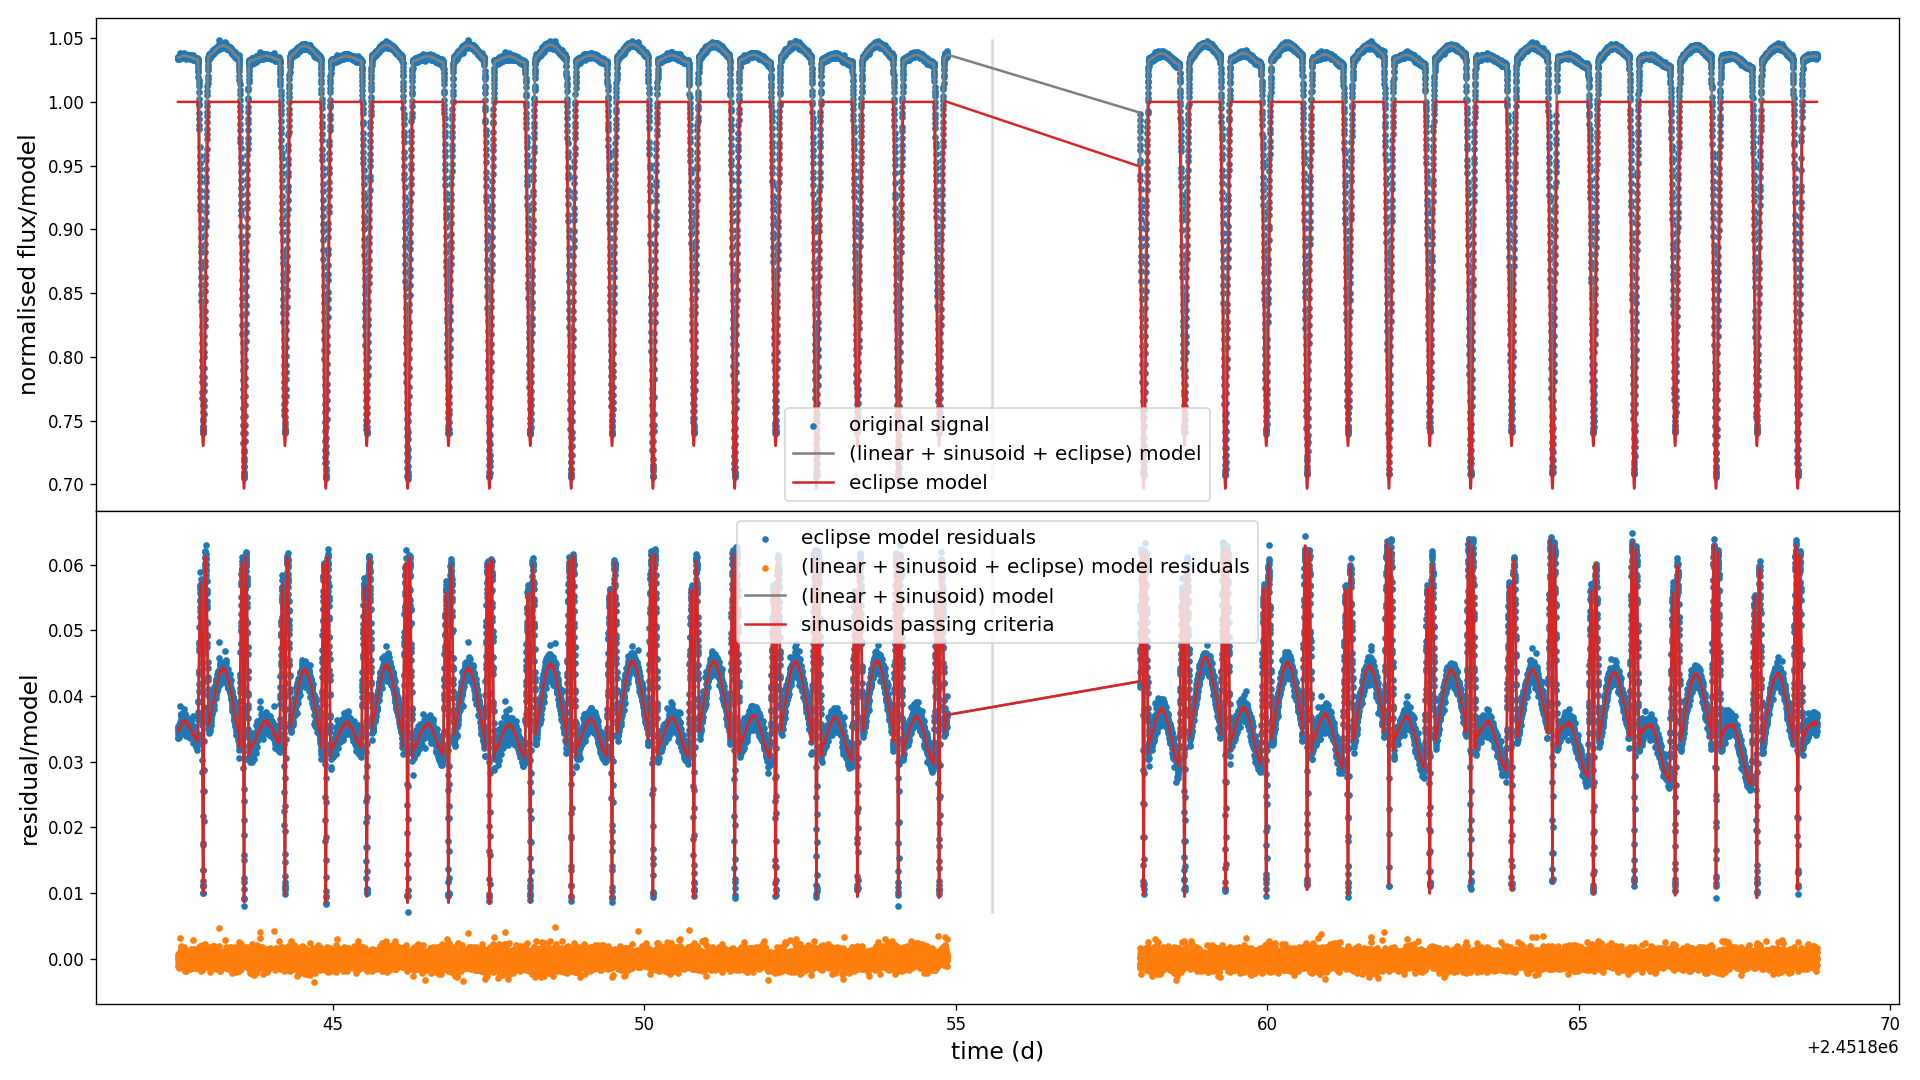 1.05
1.00
0.95
0.90
0.85
0.80
0.75
0.70
normalised flux/model
original signal
(linear + sinusoid + eclipse) model
eclipse model
0.06
0.05
0.04
0.03
0.02
0.01
0.00
residual/model
eclipse model residuals
(linear + sinusoid + eclipse) model residuals
(linear + sinusoid) model
sinusoids passing criteria
45
50
55
60
65
70
time (d)
+2.4518e6